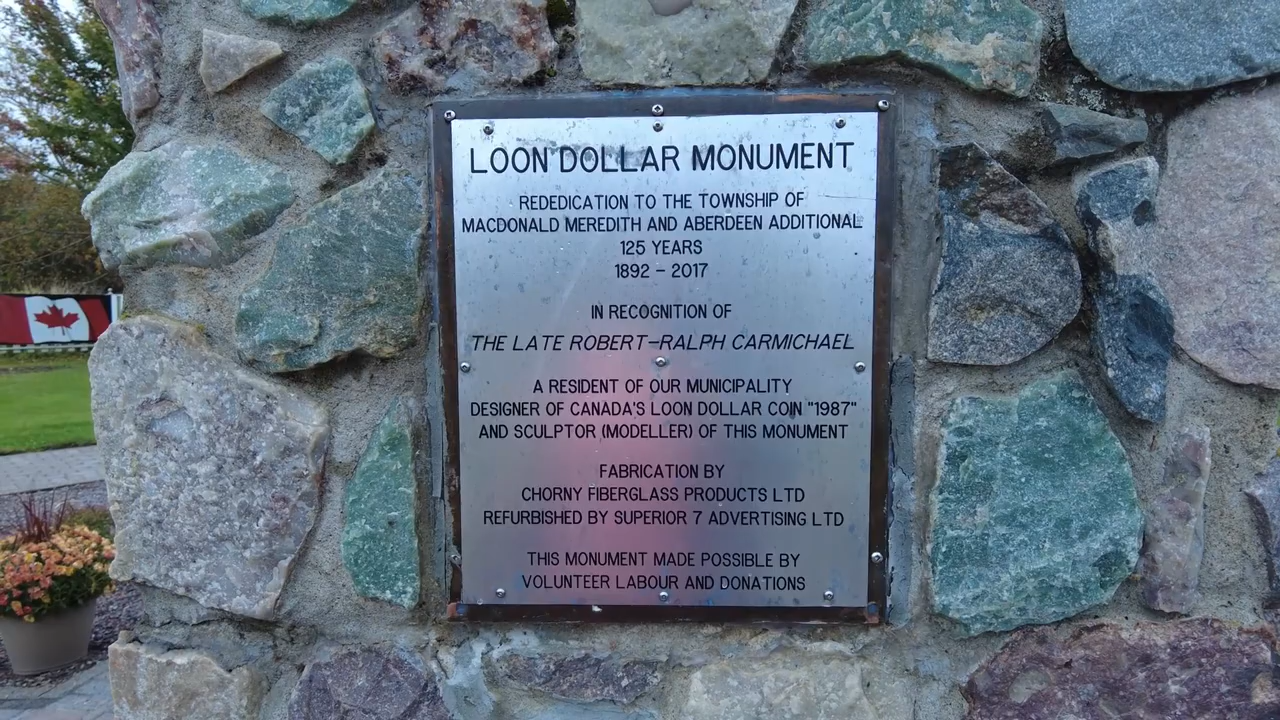 LOON DOLLAR MONUMENT
REDEDICATION TO THE TOWNSHIP OF
MACDONALD MEREDITH AND ABERDEEN ADDITIONAL
125 YEARS
1892 - 2017
IN RECOGNITION OF
THE LATE ROBERT-RALPH CARMICHAEL
A RESIDENT OF OUR MUNICIPALITY
DESIGNER OF CANADA'S LOON DOLLAR COIN "1987"
AND SCULPTOR (MODELLER) OF THIS MONUMENT
FABRICATION BY
CHORNY FIBERGLASS PRODUCTS LTD
REFURBISHED BY SUPERIOR 7 ADVERTISING LTD
THIS MONUMENT MADE POSSIBLE BY
VOLUNTEER LABOUR AND DONATIONS